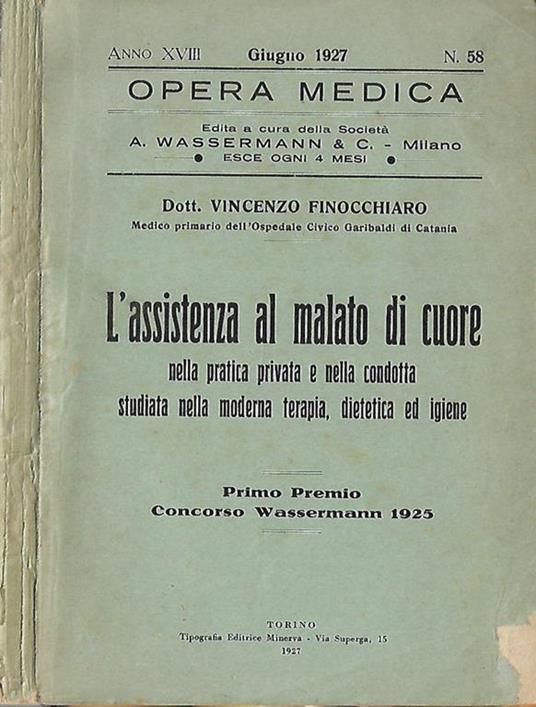 ANNO XVIII Giugno 1927 N. 58
OPERA MEDICA
Edita a cura della Società
A. WASSERMANN & C. - Milano
● ESCE OGNI 4 MESI ●
Dott. VINCENZO FINOCCHIARO
Medico primario dell'Ospedale Civico Garibaldi di Catania
L'assistenza al malato di cuore
nella pratica privata e nella condotta
studiata nella moderna terapia, dietetica ed igiene
Primo Premio
Concorso Wassermann 1925
TORINO
Tipografia Editrice Minerva - Via Superga, 15
1927